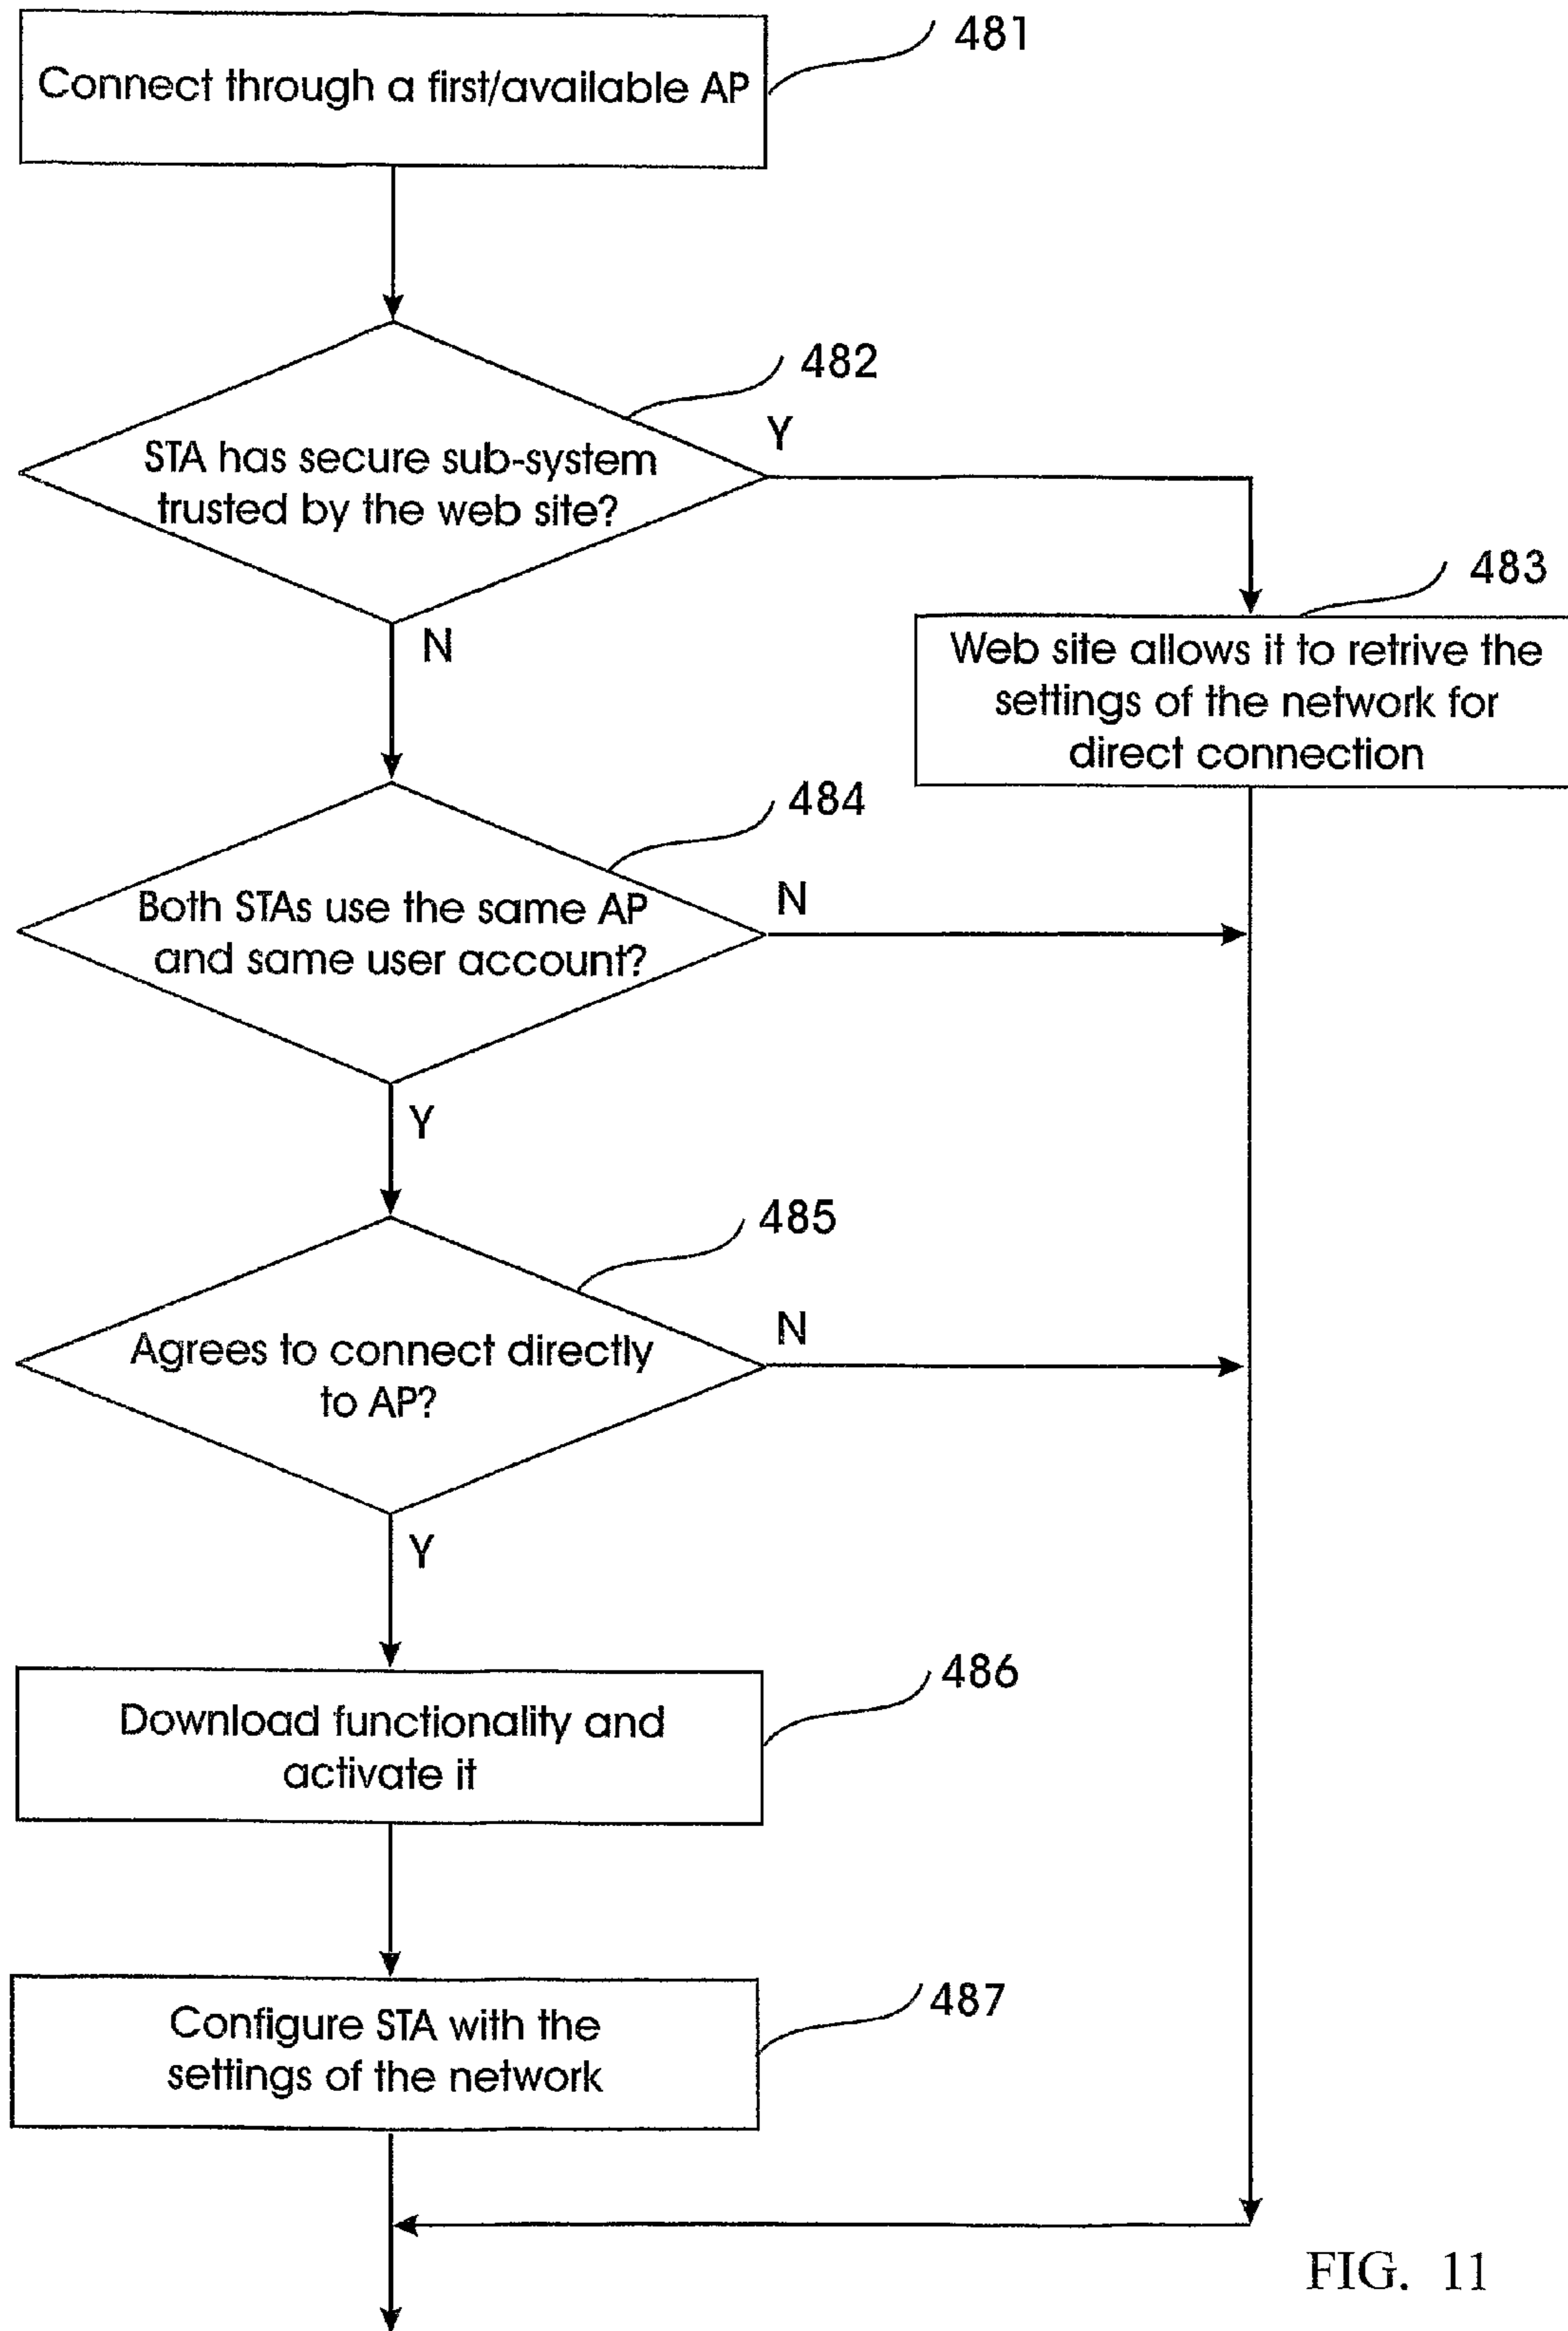 481
Connect through a first/available AP
482
Y
STA has secure sub-system
trusted by the web site?
483
N
Web site allows it to retrive the
settings of the network for
direct connection
484
N
Both STAs use the same AP
and same user account?
Y
485
N
Agrees to connect directly
to AP?
Y
486
Download functionality and
activate it
487
Configure STA with the
settings of the network
FIG. 11